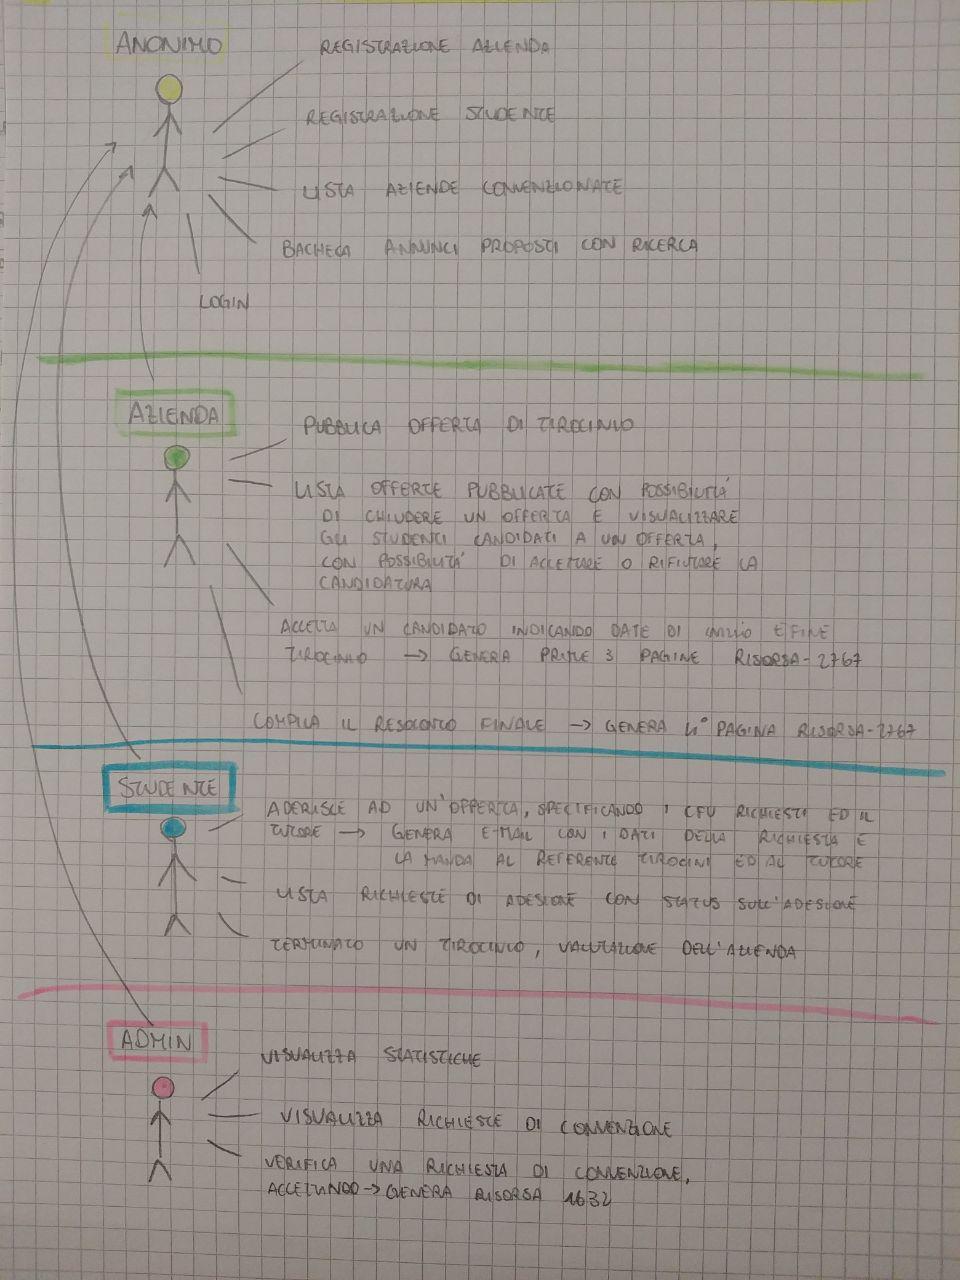 ANONIMO
REGISTRAZIONE AZIENDA
REGISTRAZIONE STUDENTE
LISTA AZIENDE CONVENZIONATE
BACHECA ANNUNCI PROPOSTI CON RICERCA
LOGIN
AZIENDA
PUBBLICA OFFERTA DI TIROCINIO
LISTA OFFERTE PUBBLICATE CON POSSIBILITÁ
DI CHIUDERE UN OFFERTA E VISUALIZZARE
GLI STUDENTI CANDIDATI A UN OFFERTA,
CON POSSIBILITÁ DI ACCETTARE O RIFIUTARE LA
CANDIDATURA
ACCETTA UN CANDIDATO INDICANDO DATE DI INIZIO E FINE
TIROCINIO → GENERA PRIME 3 PAGINE RISORSA-2767
COMPILA IL RESOCONTO FINALE → GENERA 4° PAGINA RISORSA-2767
STUDENTE
ADERISCE AD UN'OFFERTA, SPECIFICANDO I CFU RICHIESTI ED IL
TUTORE → GENERA E-MAIL CON I DATI DELLA RICHIESTA E
LA MANDA AL REFERENTE TIROCINI ED AL TUTORE
LISTA RICHIESTE DI ADESIONE CON STATUS SULL'ADESIONE
TERMINATO UN TIROCINIO, VALUTAZIONE DELL'AZIENDA
ADMIN
VISUALIZZA STATISTICHE
VISUALIZZA RICHIESTE DI CONVENZIONE
VERIFICA UNA RICHIESTA DI CONVENZIONE,
ACCETTANDO → GENERA RISORSA 1632